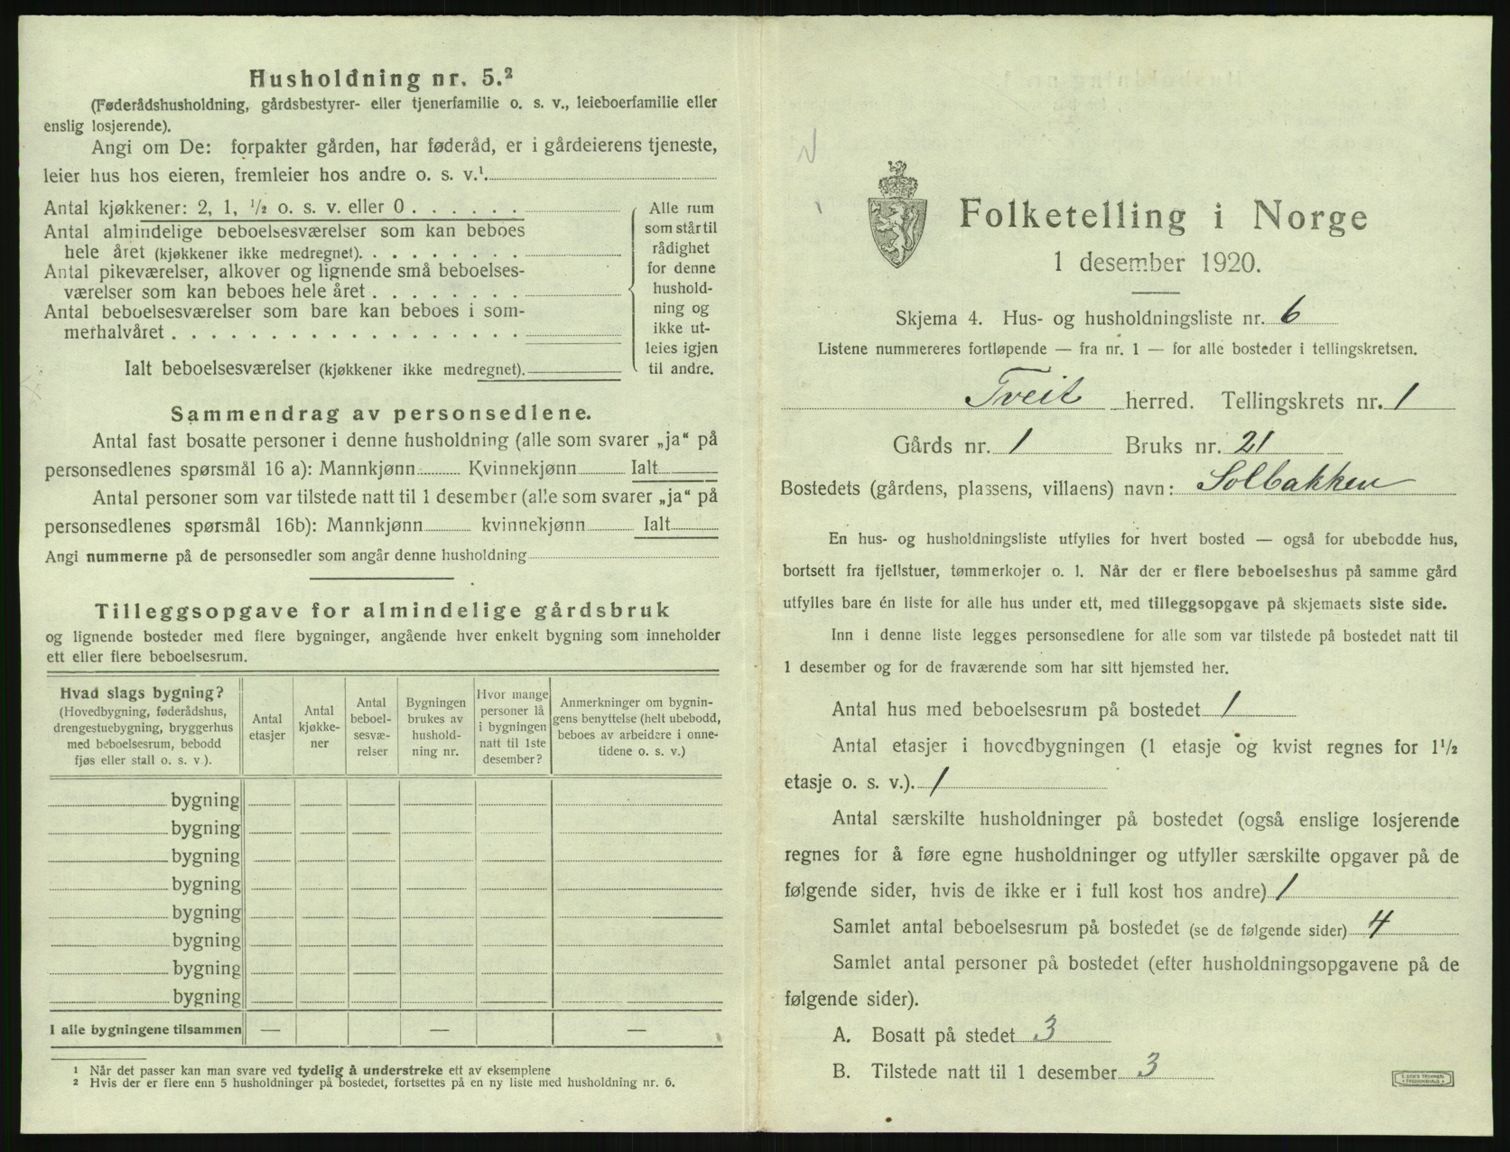 Husholdning nr. 5.²
(Føderådshusholdning, gårdsbestyrer- eller tjenerfamilie o. s. v., leieboerfamilie eller
enslig losjerende).
Angi om De: forpakter gården, har føderåd, er i gårdeierens tjeneste,
leier hus hos eieren, fremleier hos andre o. s. v.¹
Antal kjøkkener: 2, 1, ½ o. s. v. eller 0 . . . . . .
Antal almindelige beboelsesværelser som kan beboes
hele året (kjøkkener ikke medregnet). . . . . . . . .
Antal pikeværelser, alkover og lignende små beboelses-
værelser som kan beboes hele året . . . . . . . .
Antal beboelsesværelser som bare kan beboes i som-
merhalvåret . . . . . . . . . . . . . . . . .
Ialt beboelsesværelser (kjøkkener ikke medregnet).
Alle rum
som står til
rådighet
for denne
hushold-
ning og
ikke ut-
leies igjen
til andre.
Sammendrag av personsedlene.
Antal fast bosatte personer i denne husholdning (alle som svarer „ja“ på
personsedlenes spørsmål 16 a): Mannkjønn Kvinnekjønn Ialt
Antal personer som var tilstede natt til 1 desember (alle som svarer „ja“ på
personsedlenes spørsmål 16b): Mannkjønn kvinnekjønn Ialt
Angi nummerne på de personsedler som angår denne husholdning
Tilleggsopgave for almindelige gårdsbruk
og lignende bosteder med flere bygninger, angående hver enkelt bygning som inneholder
ett eller flere beboelsesrum.
Hvad slags bygning?
(Hovedbygning, føderådshus,
drengestuebygning, bryggerhus
med beboelsesrum, bebodd
fjøs eller stall o. s. v ).
Antal
etasjer
Antal
kjøkke-
ner
Antal
beboel-
sesvæ-
relser
Bygningen
brukes av
hushold-
ning nr.
Hvor mange
personer lå
i bygningen
natt til 1ste
desember?
Anmerkninger om bygnin-
gens benyttelse (helt ubebodd,
beboes av arbeidere i onne-
tidene o. s. v.)
bygning
bygning
bygning
bygning
bygning
bygning
bygning
bygning
I alle bygningene tilsammen — — —
¹ Når det passer kan man svare ved tydelig å understreke ett av eksemplene
² Hvis der er flere enn 5 husholdninger på bostedet, fortsettes på en ny liste med husholdning nr. 6.
Folketelling i Norge
1 desember 1920.
Skjema 4. Hus- og husholdningsliste nr. 6
Listene nummereres fortløpende — fra nr. 1 — for alle bosteder i tellingskretsen.
Tveit herred. Tellingskrets nr. 1
Gårds nr. 1 Bruks nr. 21
Bostedets (gårdens, plassens, villaens) navn: Solbakken
En hus- og husholdningsliste utfylles for hvert bosted — også for ubebodde hus,
bortsett fra fjellstuer, tømmerkojer o. l. Når der er flere beboelseshus på samme gård
utfylles bare én liste for alle hus under ett, med tilleggsopgave på skjemaets siste side.
Inn i denne liste legges personsedlene for alle som var tilstede på bostedet natt til
1 desember og for de fraværende som har sitt hjemsted her.
Antal hus med beboelsesrum på bostedet 1
Antal etasjer i hovedbygningen (1 etasje og kvist regnes for 1½
etasje o. s. v.). 1
Antal særskilte husholdninger på bostedet (også enslige losjerende
regnes for å føre egne husholdninger og utfyller særskilte opgaver på de
følgende sider, hvis de ikke er i full kost hos andre) 1
Samlet antal beboelsesrum på bostedet (se de følgende sider) 4
Samlet antal personer på bostedet (efter husholdningsopgavene på de
følgende sider).
A. Bosatt på stedet 3
B. Tilstede natt til 1 desember 3